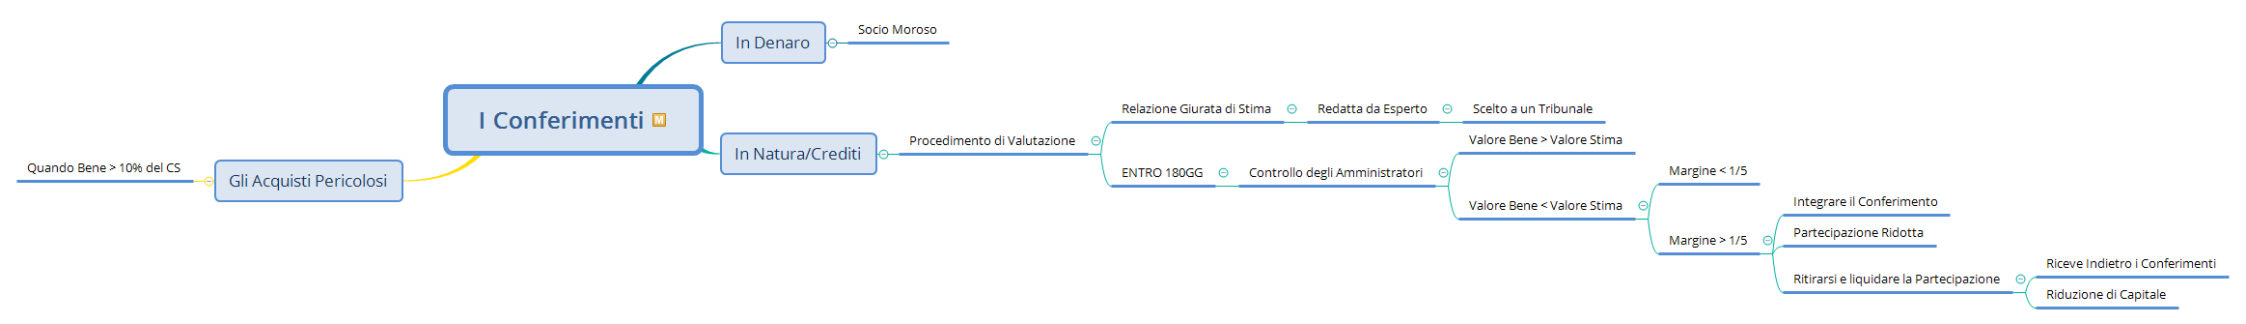 I Conferimenti M
In Denaro
Socio Moroso
In Natura/Crediti
Procedimento di Valutazione
Relazione Giurata di Stima
Redatta da Esperto
Scelto a un Tribunale
ENTRO 180GG
Controllo degli Amministratori
Valore Bene > Valore Stima
Valore Bene < Valore Stima
Margine < 1/5
Margine > 1/5
Integrare il Conferimento
Partecipazione Ridotta
Ritirarsi e liquidare la Partecipazione
Riceve Indietro i Conferimenti
Riduzione di Capitale
Gli Acquisti Pericolosi
Quando Bene > 10% del CS